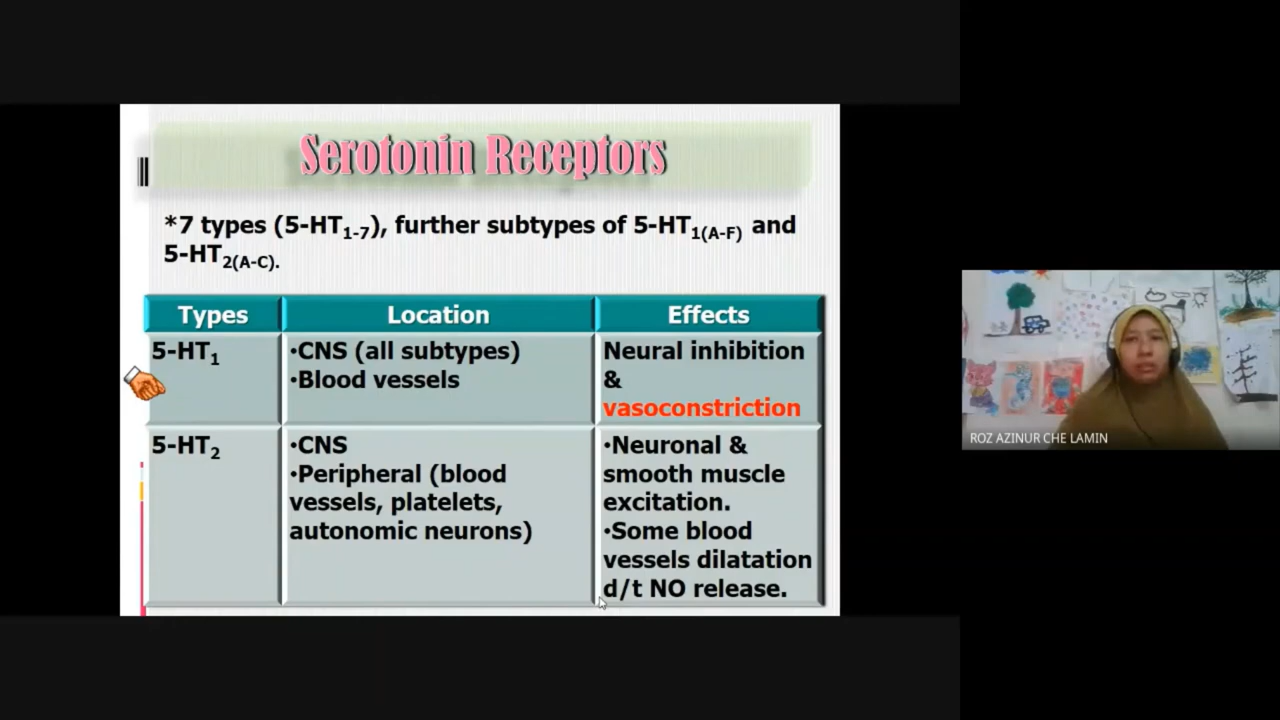 Serotonin Receptors
*7 types (5-HT1-7), further subtypes of 5-HT1(A-F) and
5-HT2(A-C).
Types Location Effects
5-HT1
•CNS (all subtypes)
•Blood vessels
Neural inhibition
&
vasoconstriction
5-HT2
•CNS
•Peripheral (blood
vessels, platelets,
autonomic neurons)
•Neuronal &
smooth muscle
excitation.
•Some blood
vessels dilatation
d/t NO release.
ROZ AZINUR CHE LAMIN